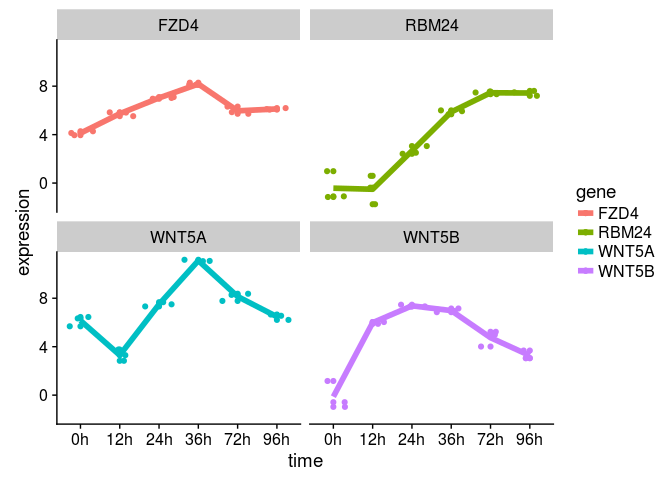 FZD4 RBM24
8
4
0
expression
WNT5A WNT5B
8
4
0
0h 12h 24h 36h 72h 96h 0h 12h 24h 36h 72h 96h
time
gene
FZD4
RBM24
WNT5A
WNT5B